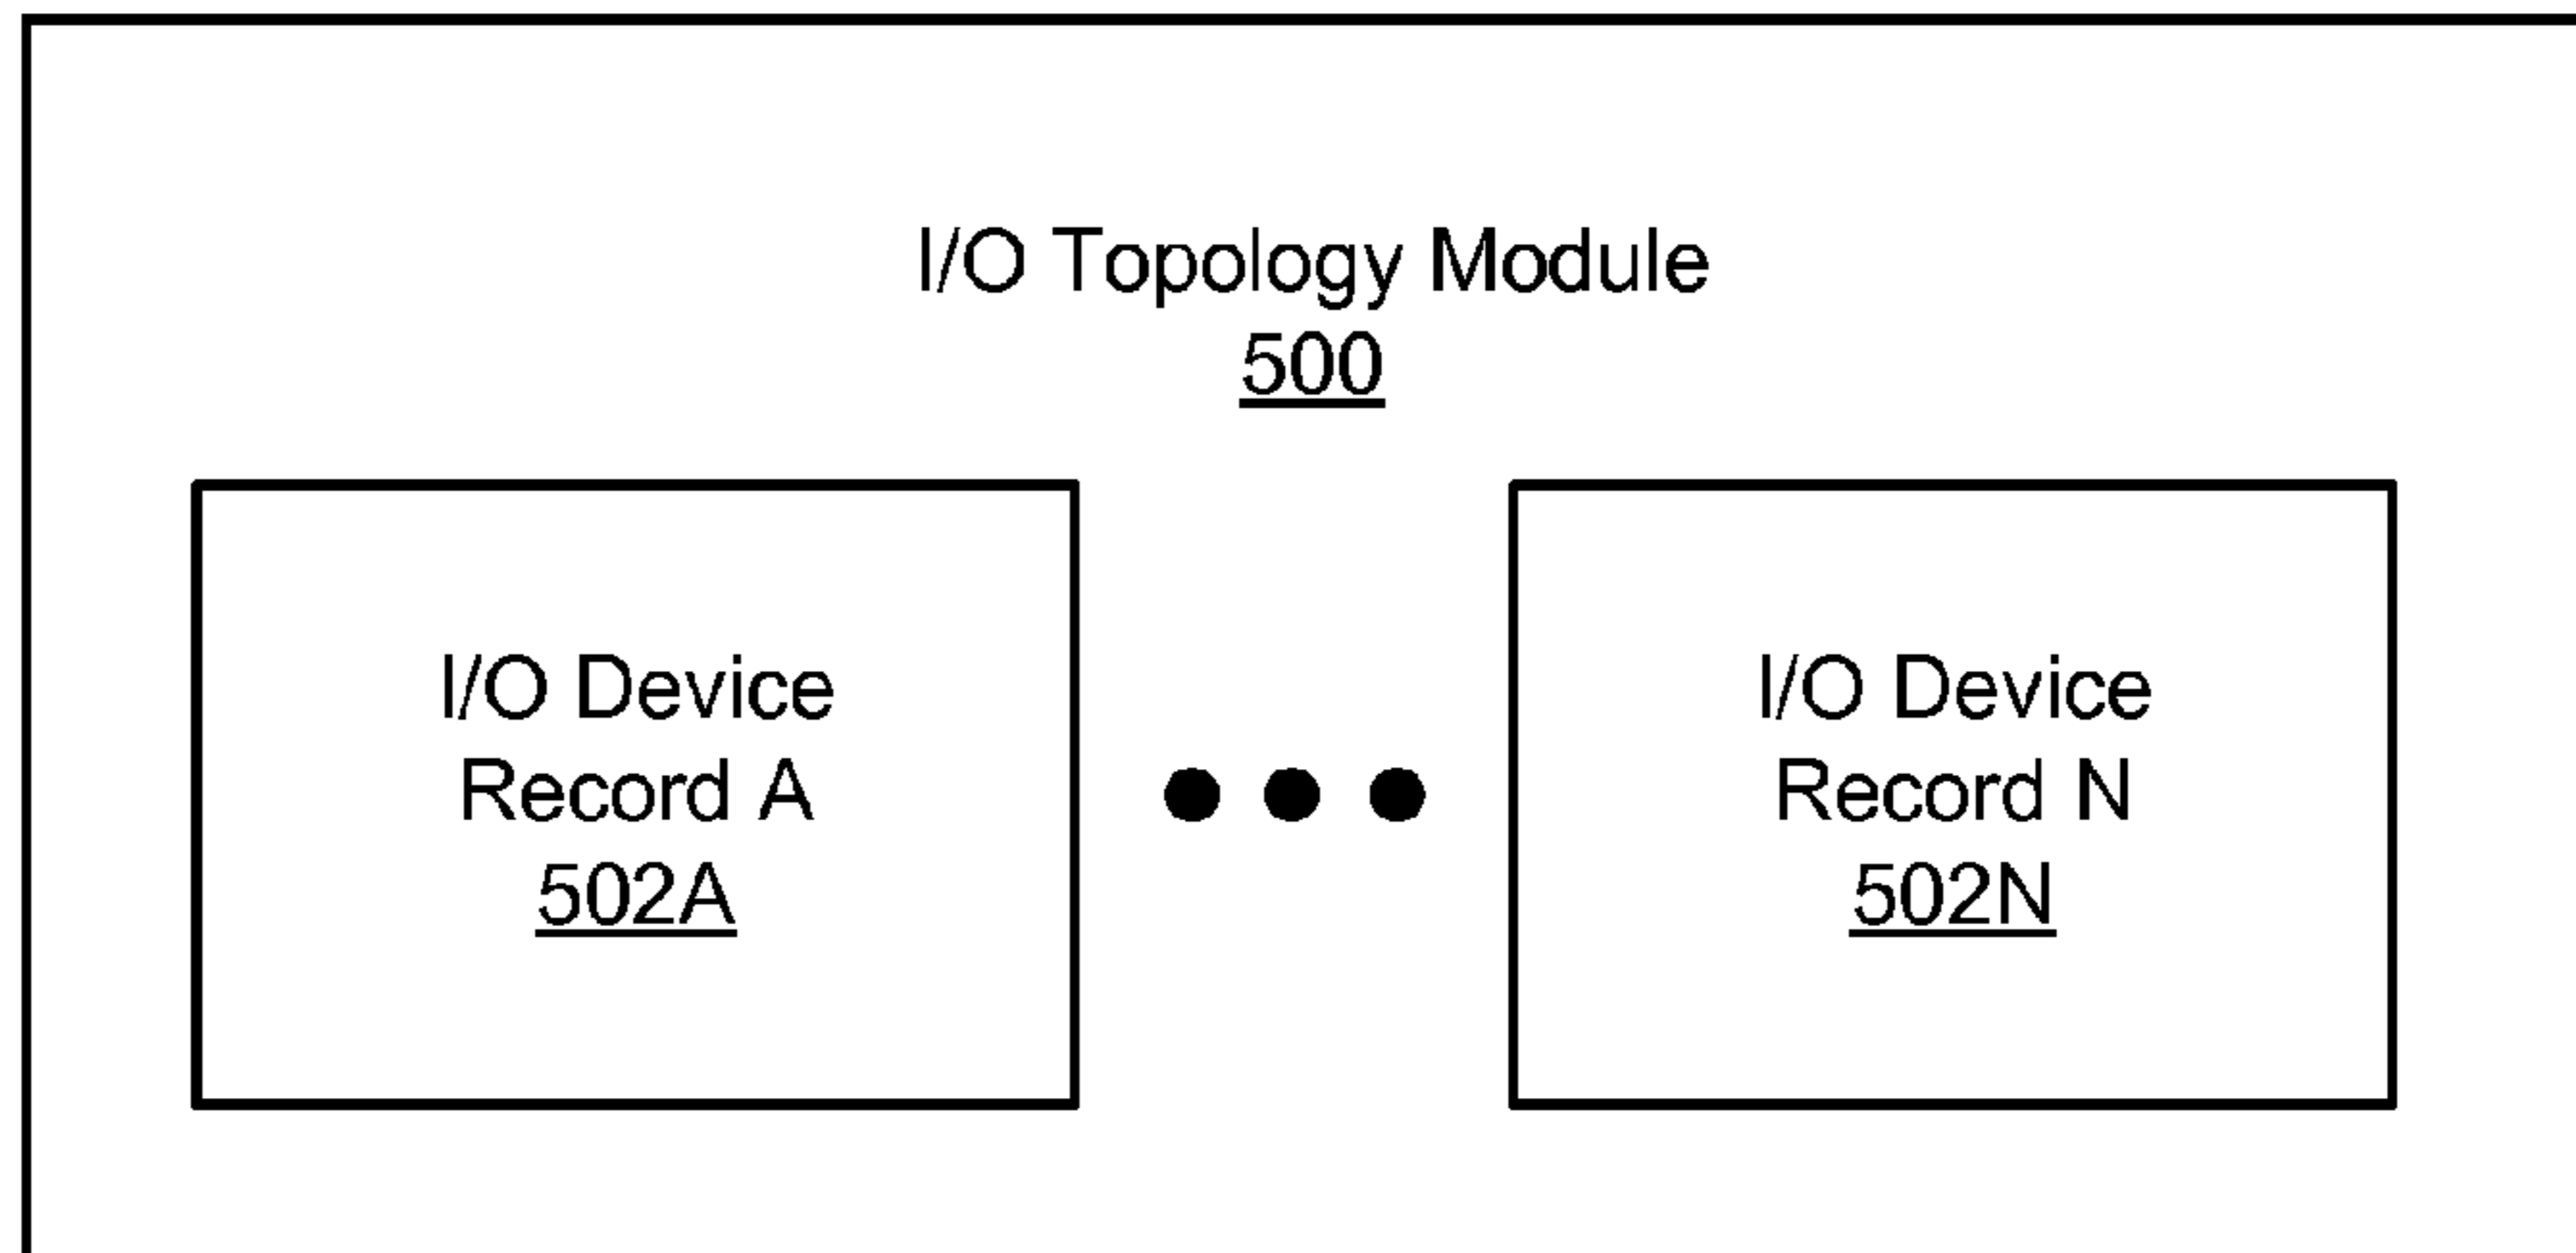 I/O Topology Module
500
I/O Device
Record A
502A
I/O Device
Record N
502N